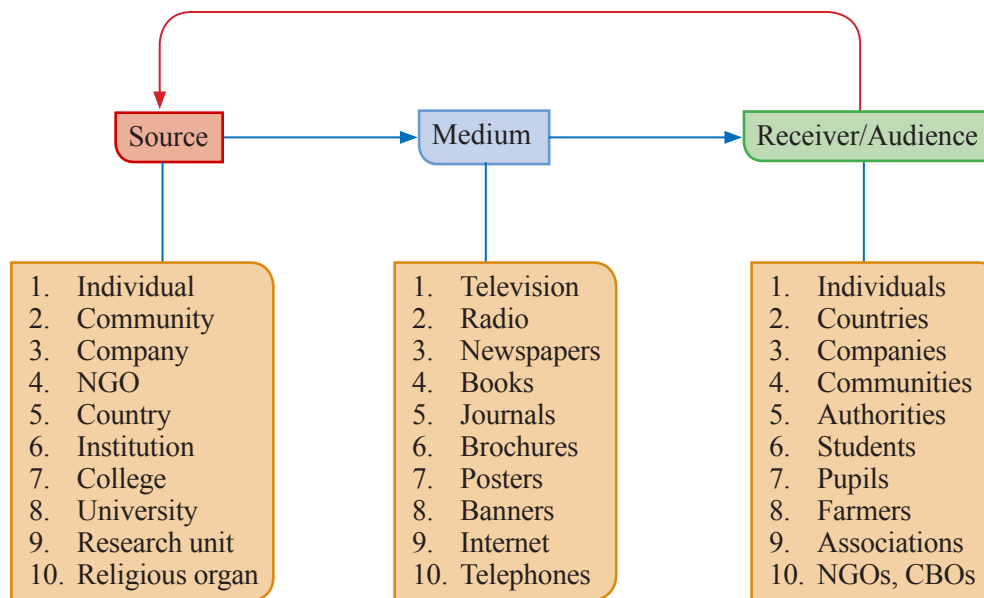 Source
Medium
Receiver/Audience
1. Individual
2. Community
3. Company
4. NGO
5. Country
6. Institution
7. College
8. University
9. Research unit
10. Religious organ
1. Television
2. Radio
3. Newspapers
4. Books
5. Journals
6. Brochures
7. Posters
8. Banners
9. Internet
10. Telephones
1. Individuals
2. Countries
3. Companies
4. Communities
5. Authorities
6. Students
7. Pupils
8. Farmers
9. Associations
10. NGOs, CBOs